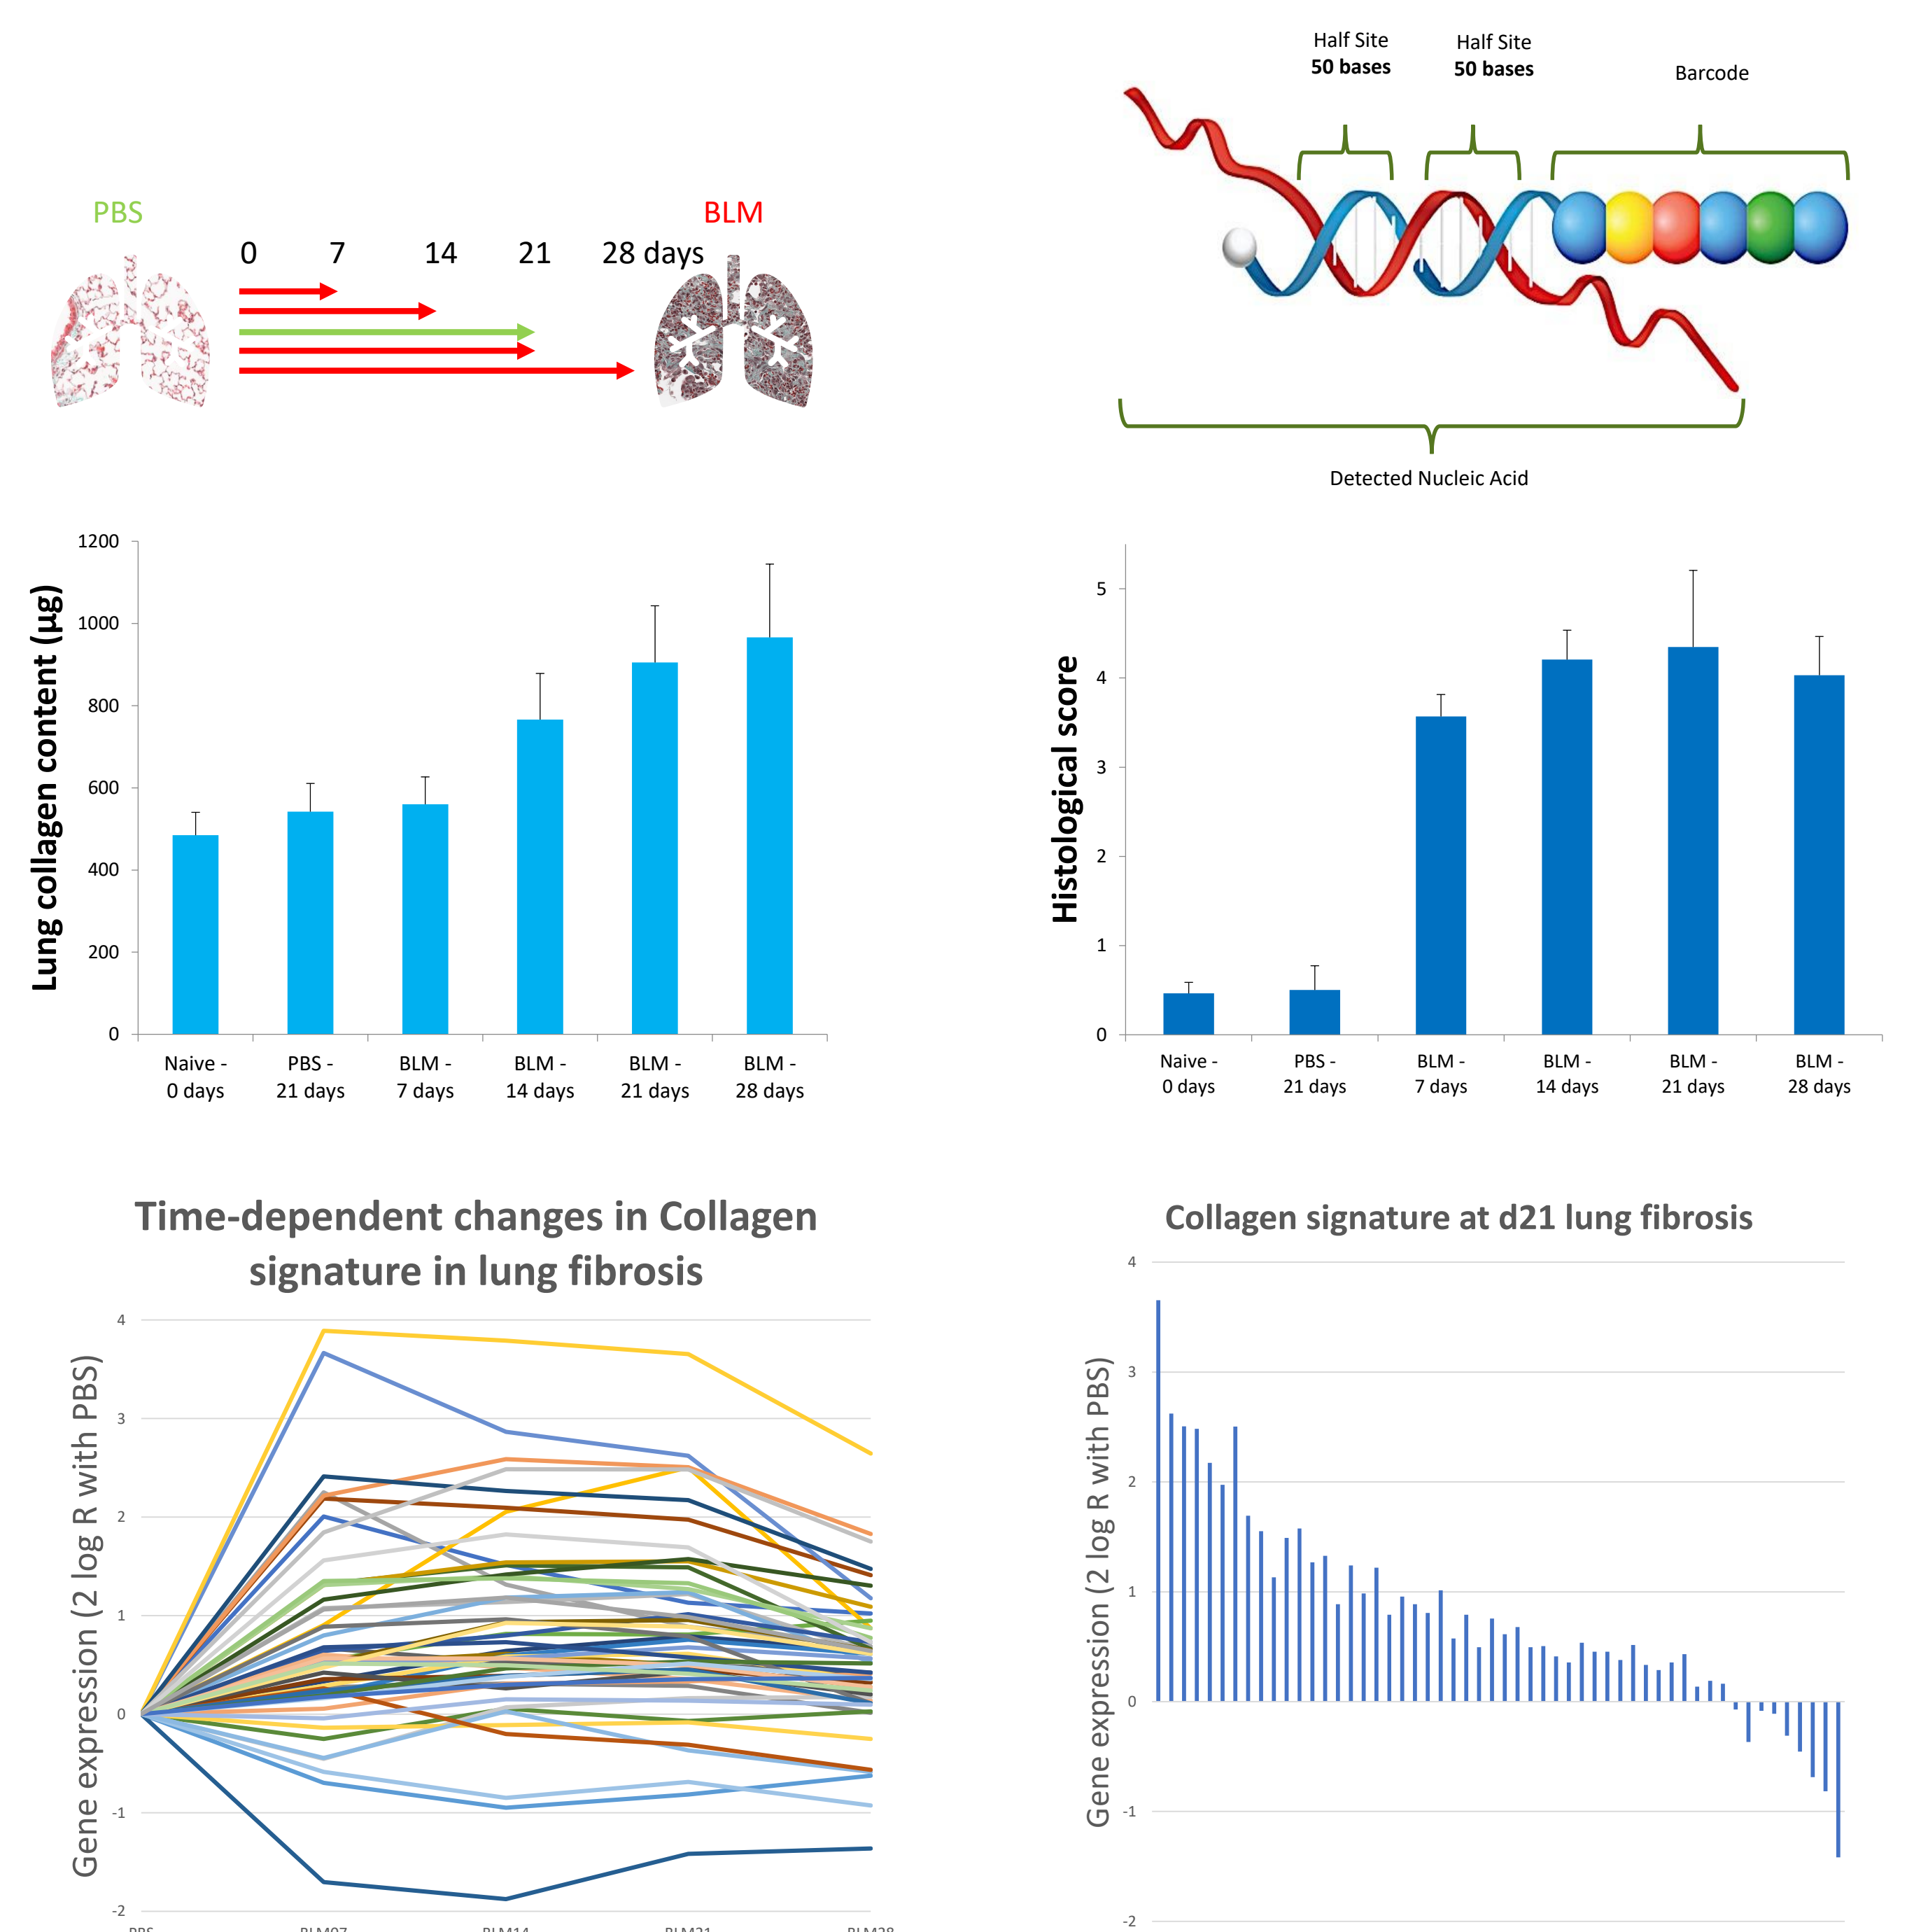 PBS
BLM
0 7 14 21 28 days
Half Site
50 bases
Half Site
50 bases
Barcode
Detected Nucleic Acid
Lung collagen content (µg)
1200
1000
800
600
400
200
0
Naive -
0 days
PBS -
21 days
BLM -
7 days
BLM -
14 days
BLM -
21 days
BLM -
28 days
Histological score
5
4
3
2
1
0
Naive -
0 days
PBS -
21 days
BLM -
7 days
BLM -
14 days
BLM -
21 days
BLM -
28 days
Time-dependent changes in Collagen
signature in lung fibrosis
Gene expression (2 log R with PBS)
4
3
2
1
0
-1
-2
PBS BLM07 BLM14 BLM21 BLM28
Collagen signature at d21 lung fibrosis
Gene expression (2 log R with PBS)
4
3
2
1
0
-1
-2